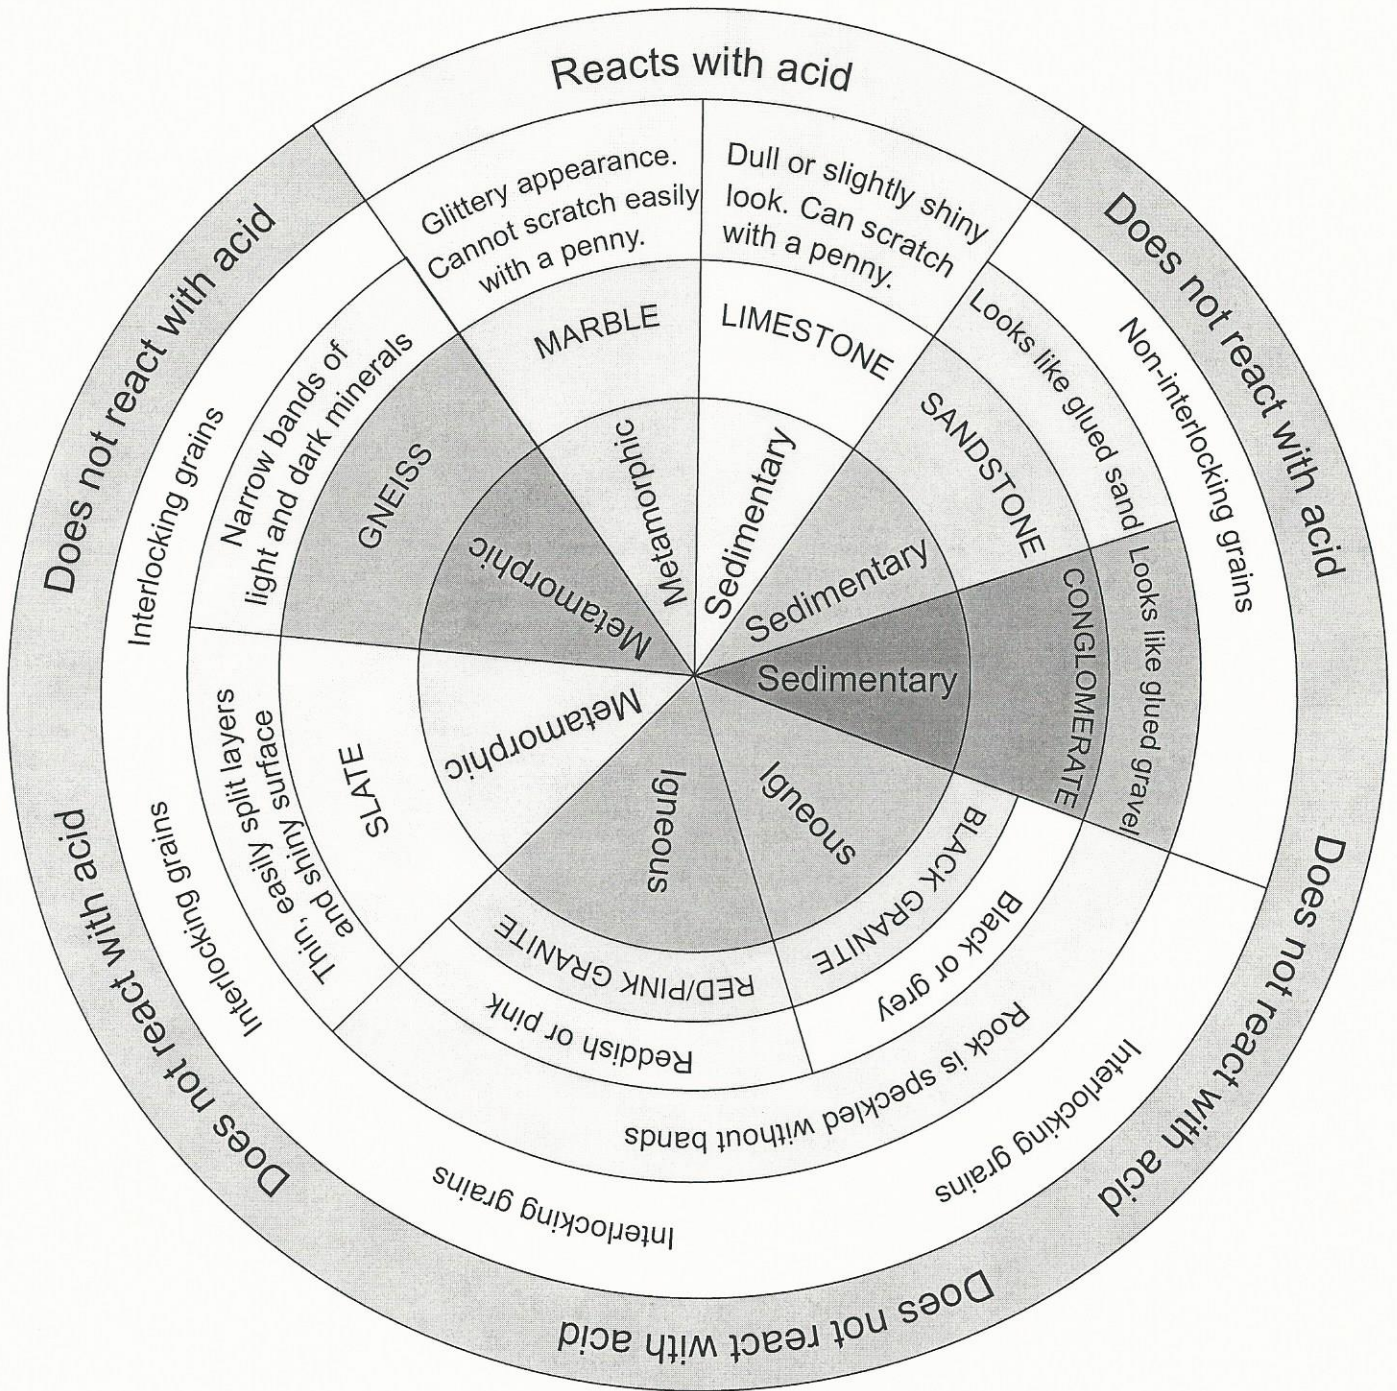 Reacts with acid
Glittery appearance.
Cannot scratch easily
with a penny.
MARBLE
Metamorphic
Dull or slightly shiny
look. Can scratch
with a penny.
LIMESTONE
Sedimentary
Does not react with acid
Non-interlocking grains
Looks like glued sand
SANDSTONE
Sedimentary
Looks like glued gravel
CONGLOMERATE
Sedimentary
Does not react with acid
Interlocking grains
Rock is speckled without bands
Black or grey
BLACK GRANITE
Igneous
Does not react with acid
Interlocking grains
Reddish or pink
RED/PINK GRANITE
Igneous
Does not react with acid
Interlocking grains
Thin, easily split layers
and shiny surface
SLATE
Metamorphic
Does not react with acid
Interlocking grains
Narrow bands of
light and dark minerals
GNEISS
Metamorphic